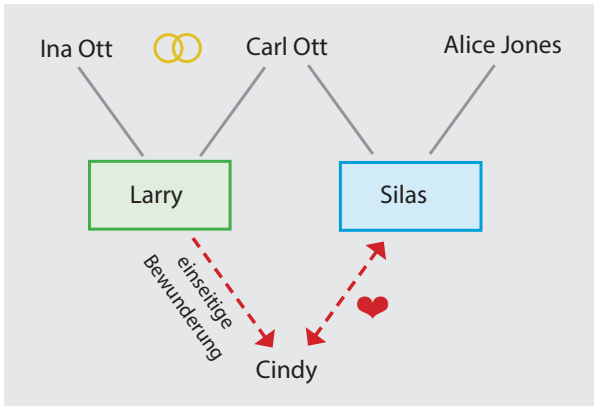 Ina Ott
Carl Ott
Alice Jones
Larry
Silas
einseitige
Bewunderung
Cindy